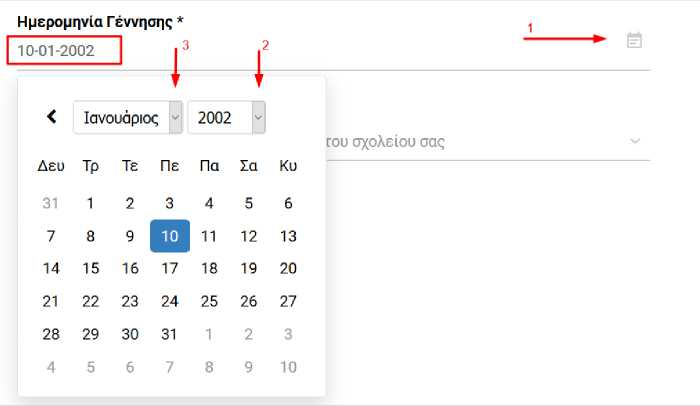 Ημερομηνία Γέννησης *
10-01-2002
1
3
2
Ιανουάριος 2002
του σχολείου σας
Δευ Τρ Τε Πε Πα Σα Κυ
31 1 2 3 4 5 6
7 8 9 10 11 12 13
14 15 16 17 18 19 20
21 22 23 24 25 26 27
28 29 30 31 1 2 3
4 5 6 7 8 9 10